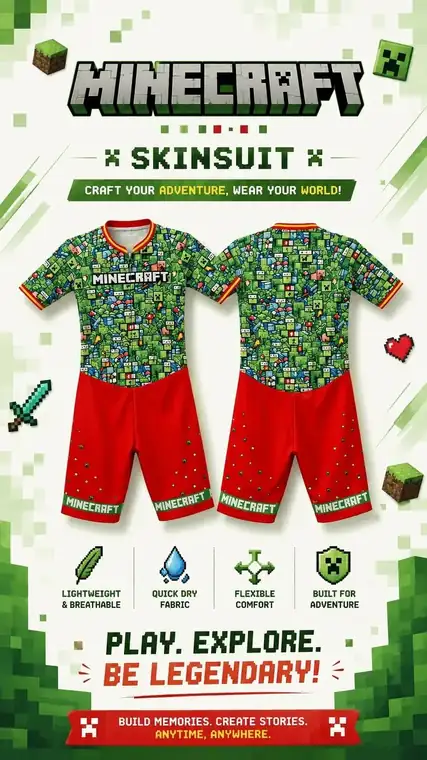 MINECRAFT
SKINSUIT
CRAFT YOUR ADVENTURE, WEAR YOUR WORLD!
MINECRAFT
MINECRAFT MINECRAFT MINECRAFT MINECRAFT
LIGHTWEIGHT
& BREATHABLE
QUICK DRY
FABRIC
FLEXIBLE
COMFORT
BUILT FOR
ADVENTURE
PLAY. EXPLORE.
BE LEGENDARY!
BUILD MEMORIES. CREATE STORIES.
ANYTIME, ANYWHERE.